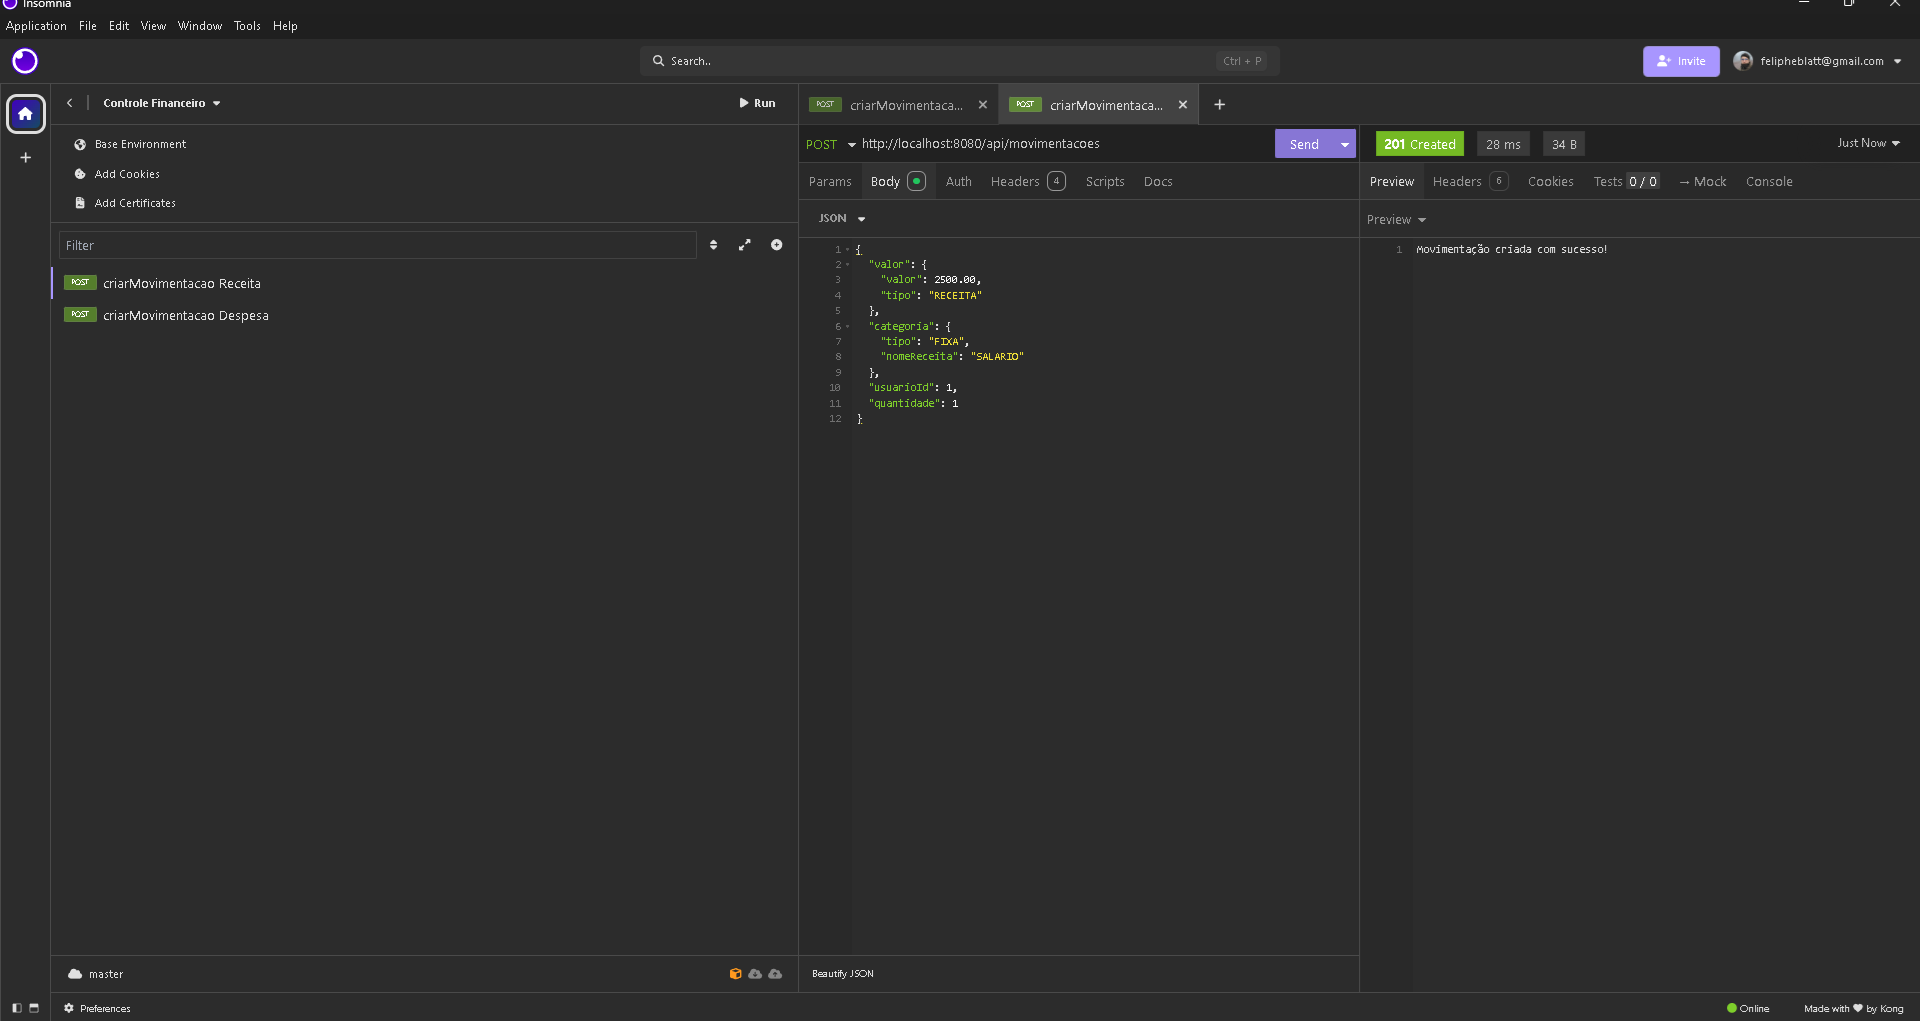 Insomnia
Application File Edit View Window Tools Help
Search.. Ctrl + P
Invite felipheblatt@gmail.com
Controle Financeiro Run
Base Environment
Add Cookies
Add Certificates
Filter
POST criarMovimentacao Receita
POST criarMovimentacao Despesa
master
Preferences
POST criarMovimentaca... POST criarMovimentaca...
POST http://localhost:8080/api/movimentacoes Send
Params Body Auth Headers 4 Scripts Docs
JSON
1 {
2 "valor": {
3 "valor": 2500.00,
4 "tipo": "RECEITA"
5 },
6 "categoria": {
7 "tipo": "FIXA",
8 "nomeReceita": "SALARIO"
9 },
10 "usuarioId": 1,
11 "quantidade": 1
12 }
Beautify JSON
201 Created 28 ms 34 B Just Now
Preview Headers 6 Cookies Tests 0 / 0 → Mock Console
Preview
1 Movimentação criada com sucesso!
Online Made with ♥ by Kong